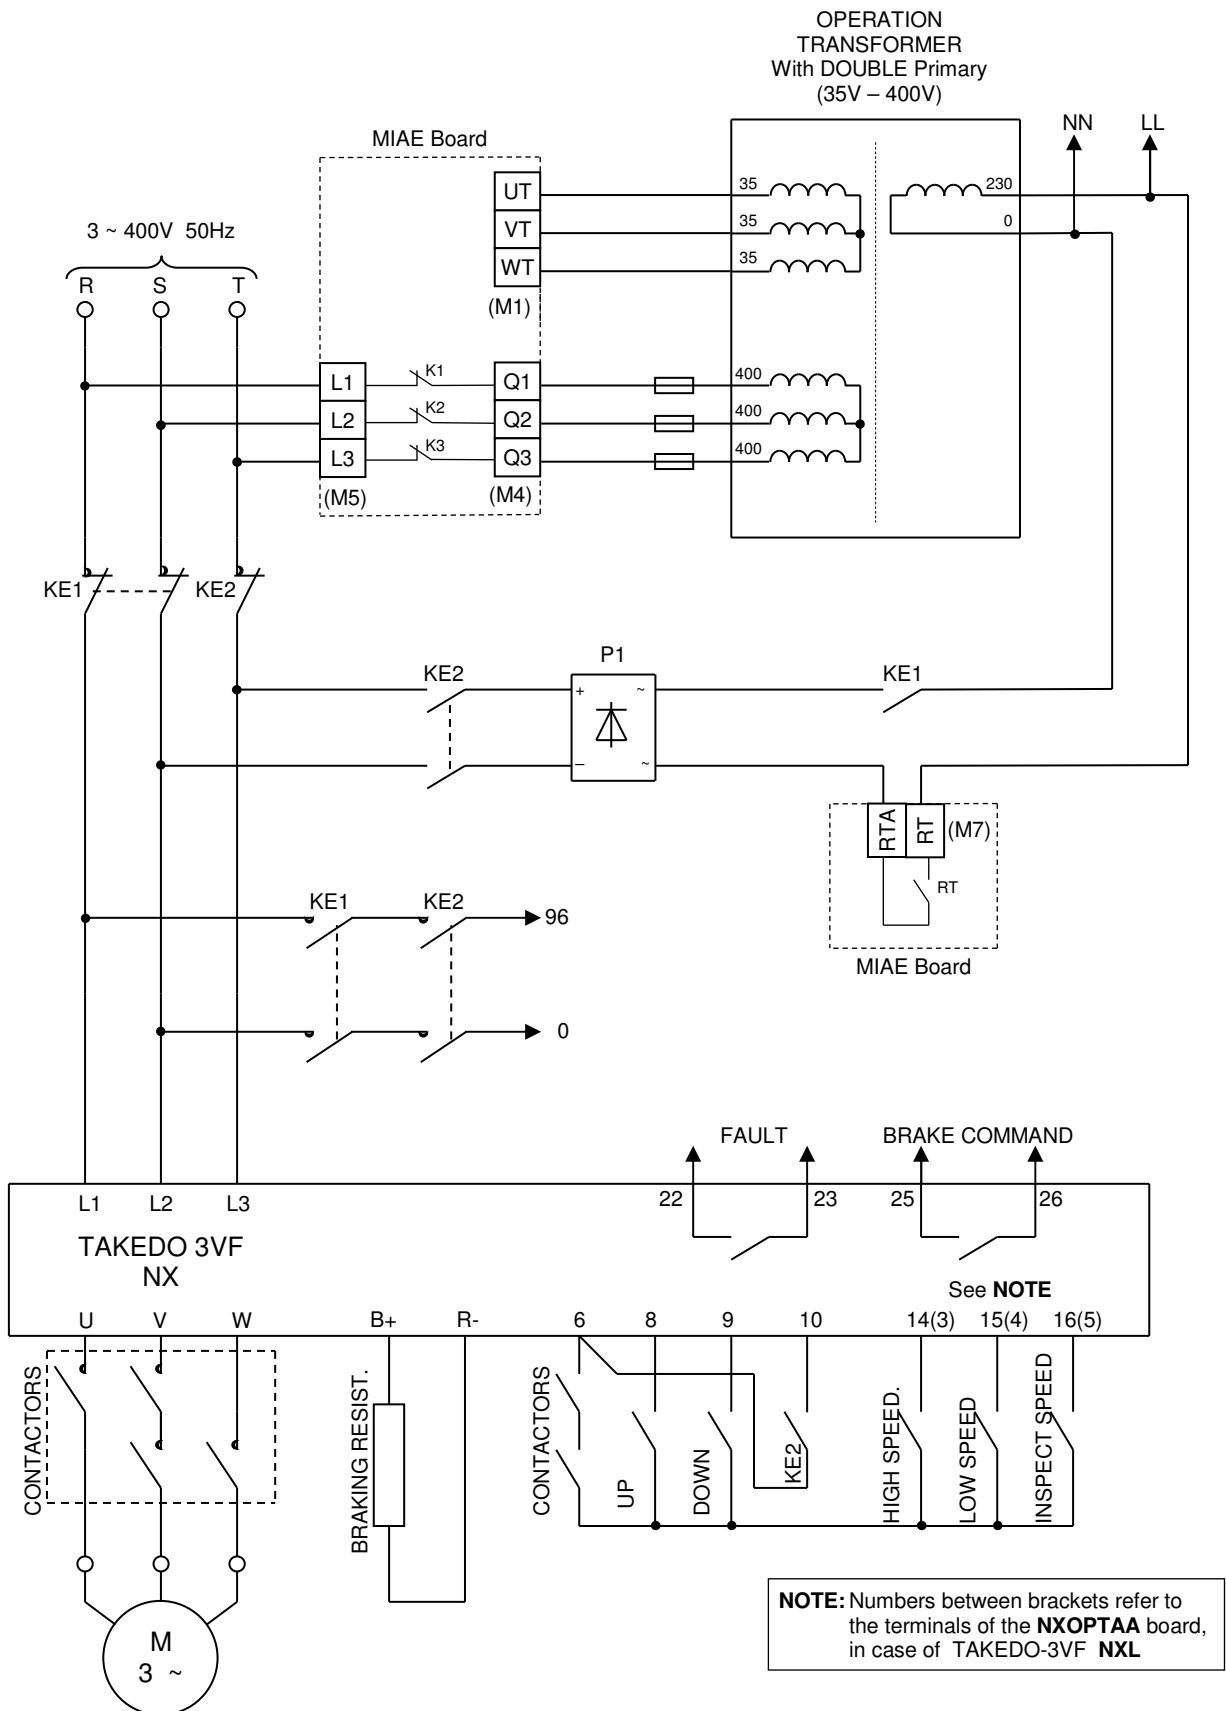 OPERATION
TRANSFORMER
With DOUBLE Primary
(35V – 400V)
NN LL
MIAE Board
UT 35 230
VT 35 0
WT 35
(M1)
3 ~ 400V 50Hz
R S T
L1 K1 Q1 400
L2 K2 Q2 400
L3 K3 Q3 400
(M5) (M4)
KE1 KE2
P1
KE2 + ~ KE1
– ~
RTA RT (M7)
RT
MIAE Board
KE1 KE2 96
0
FAULT BRAKE COMMAND
22 23 25 26
L1 L2 L3
TAKEDO 3VF
NX
See NOTE
U V W B+ R- 6 8 9 10 14(3) 15(4) 16(5)
CONTACTORS
BRAKING RESIST.
CONTACTORS
UP
DOWN
KE2
HIGH SPEED.
LOW SPEED
INSPECT SPEED
M
3 ~
NOTE: Numbers between brackets refer to
the terminals of the NXOPTAA board,
in case of TAKEDO-3VF NXL